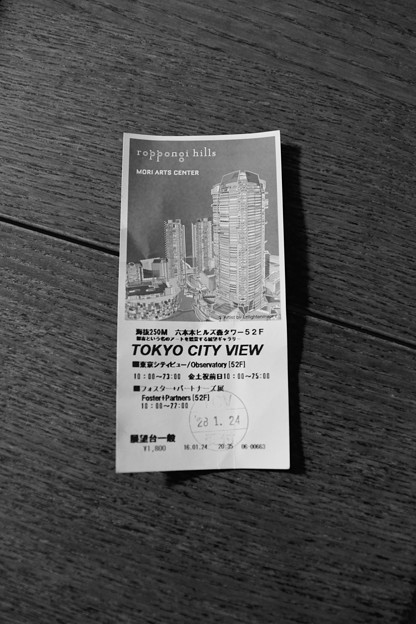 roppongi hills
MORI ARTS CENTER
海抜250M 六本木ヒルズ森タワー52F
TOKYO CITY VIEW
■東京シティビュー/Observatory [52F]
10:00~23:00 金土祝前日10:00~25:00
■フォスター+パートナーズ展
Foster+Partners [52F]
10:00~22:00
'28 1.24
展望台一般
¥1,800 16.01.24 20:25 06-00663